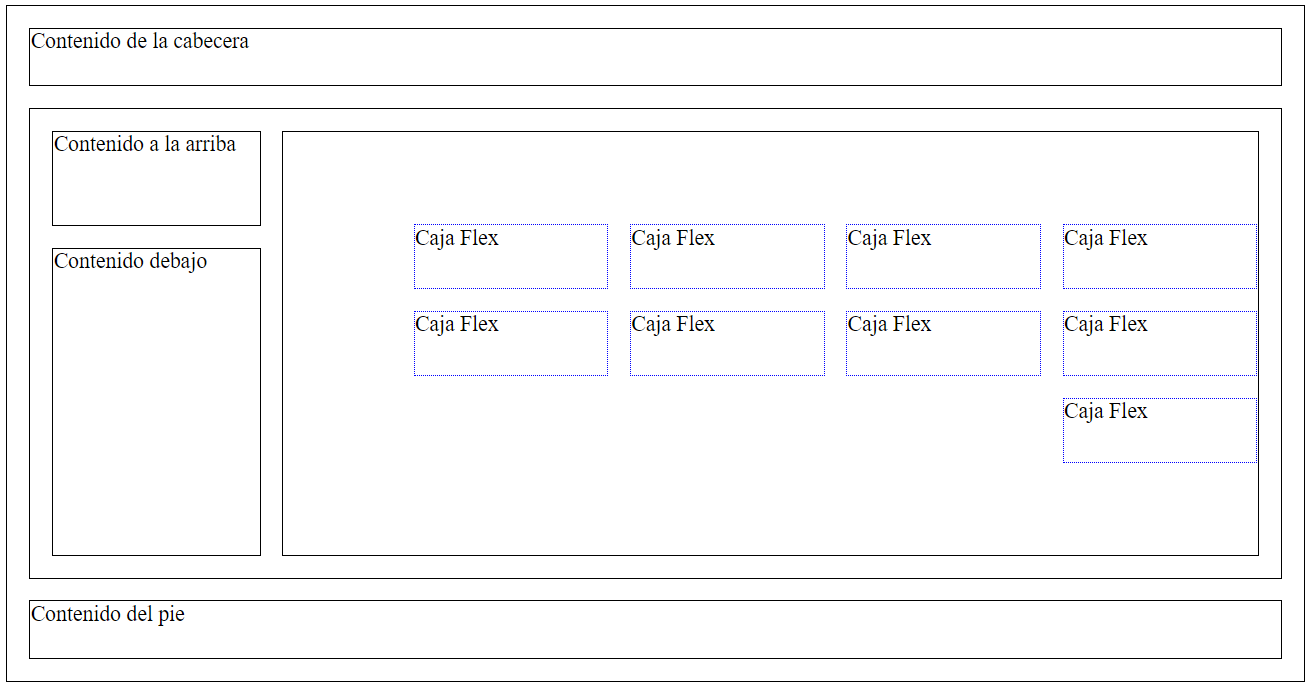 Contenido de la cabecera
Contenido a la arriba
Contenido debajo
Caja Flex
Caja Flex
Caja Flex
Caja Flex
Caja Flex
Caja Flex
Caja Flex
Caja Flex
Caja Flex
Contenido del pie